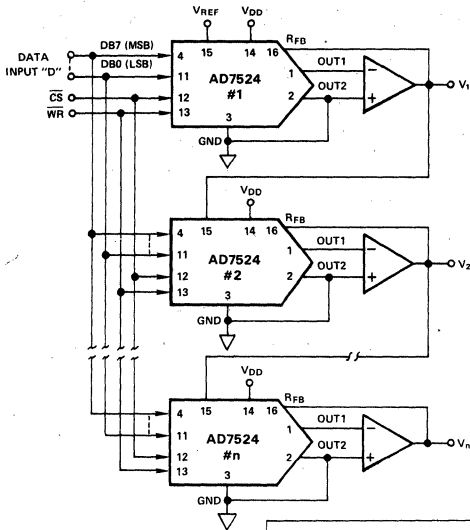 VREF VDD
DATA INPUT "D"
DB7 (MSB)
DB0 (LSB)
CS
WR
4 15 14 16 RFB
11 AD7524 1 OUT1
12 #1 2 OUT2
13 3
GND
− + V1
VDD
4 15 14 16 RFB
11 AD7524 1 OUT1
12 #2 2 OUT2
13 3
GND
− + V2
VDD
4 15 14 16 RFB
11 AD7524 1 OUT1
12 #n 2 OUT2
13 3
GND
− + Vn